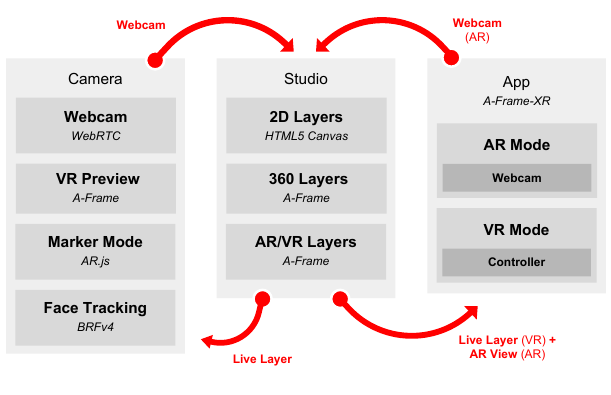 Webcam
Webcam
(AR)
Camera
Webcam
WebRTC
VR Preview
A-Frame
Marker Mode
AR.js
Face Tracking
BRFv4
Studio
2D Layers
HTML5 Canvas
360 Layers
A-Frame
AR/VR Layers
A-Frame
App
A-Frame-XR
AR Mode
Webcam
VR Mode
Controller
Live Layer
Live Layer (VR) +
AR View (AR)